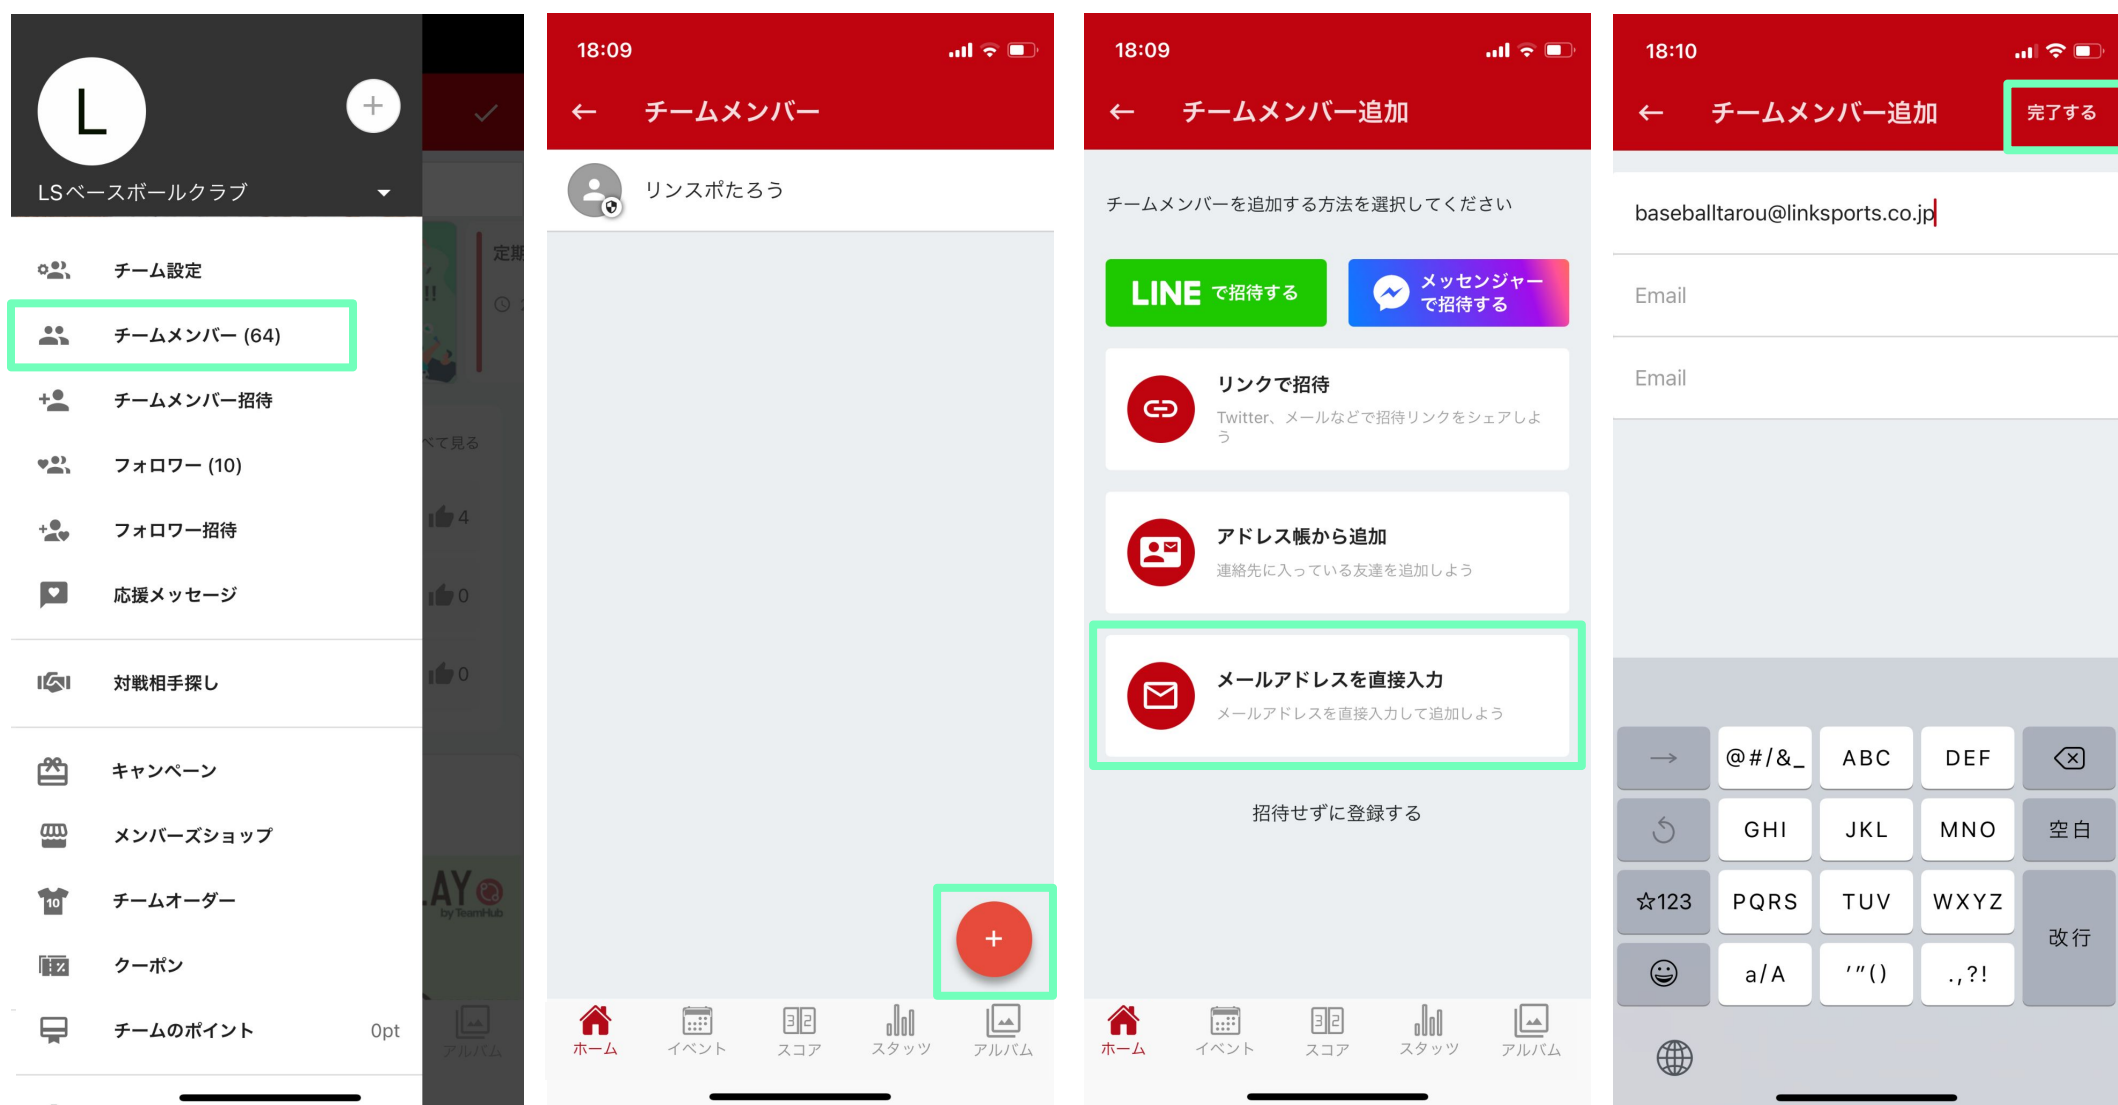 L
+
LSベースボールクラブ
チーム設定
チームメンバー (64)
チームメンバー招待
フォロワー (10)
フォロワー招待
応援メッセージ
対戦相手探し
キャンペーン
メンバーズショップ
10
チームオーダー
クーポン
チームのポイント 0pt
定期
!!
べて見る
4
0
0
LAY
by TeamHub
アルバム
18:09
← チームメンバー
リンスポたろう
+
ホーム イベント スコア スタッツ アルバム
18:09
← チームメンバー追加
チームメンバーを追加する方法を選択してください
LINE で招待する
メッセンジャー
で招待する
リンクで招待
Twitter、メールなどで招待リンクをシェアしよ
う
アドレス帳から追加
連絡先に入っている友達を追加しよう
メールアドレスを直接入力
メールアドレスを直接入力して追加しよう
招待せずに登録する
ホーム イベント スコア スタッツ アルバム
18:10
← チームメンバー追加 完了する
baseballtarou@linksports.co.jp
Email
Email
→ @#/&_ ABC DEF
GHI JKL MNO 空白
☆123 PQRS TUV WXYZ
改行
a/A ’”() .,?!